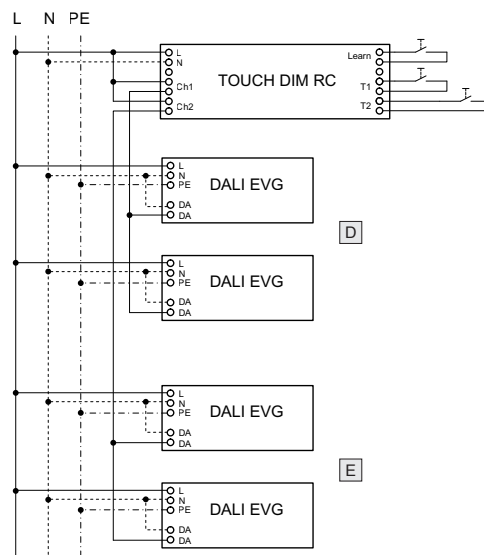 L N PE
L
N
Ch1
Ch2
TOUCH DIM RC
Learn
T1
T2
L
N
PE
DA
DA
DALI EVG
D
L
N
PE
DA
DA
DALI EVG
L
N
PE
DA
DA
DALI EVG
E
L
N
PE
DA
DA
DALI EVG